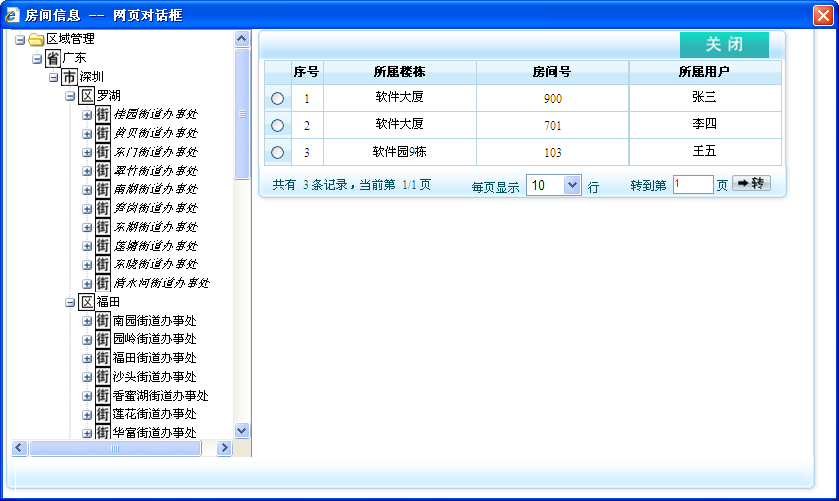 房间信息 -- 网页对话框
区域管理
省 广东
市 深圳
区 罗湖
街 桂园街道办事处
街 黄贝街道办事处
街 东门街道办事处
街 翠竹街道办事处
街 南湖街道办事处
街 笋岗街道办事处
街 东湖街道办事处
街 莲塘街道办事处
街 东晓街道办事处
街 清水河街道办事处
区 福田
街 南园街道办事处
街 园岭街道办事处
街 福田街道办事处
街 沙头街道办事处
街 香蜜湖街道办事处
街 莲花街道办事处
街 华富街道办事处
关 闭
序号 所属楼栋 房间号 所属用户
1 软件大厦 900 张三
2 软件大厦 701 李四
3 软件园9栋 103 王五
共有 3 条记录，当前第 1/1 页 每页显示 10 行 转到第 1 页 转